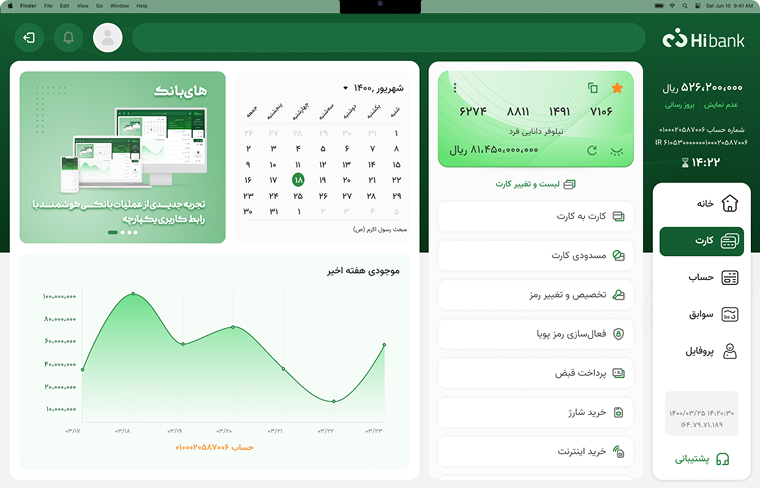 Finder File Edit View Go Window Help
Sat Jun 10 9:41 AM
Hibank
۵۲۶,۲۰۰,۰۰۰ ریال
عدم نمایش
بروز رسانی
شماره حساب ۰۱۰۰۰۲۰۵۸۷۰۰۶
IR ۶۱۰۵۳۰۰۰۰۰۰۰۱۰۰۰۲۰۵۸۷۰۰۶
۱۴:۲۲
خانه
کارت
حساب
سوابق
پروفایل
۱۴۰۰/۰۳/۲۵ ۱۴:۲۰:۳۰
۱۶۴.۷۹.۷۱.۱۸۹
پشتیبانی
۶۲۷۴ ۸۸۱۱ ۱۴۹۱ ۷۱۰۶
نیلوفر دانایی فرد
۸۱,۴۵۰,۰۰۰,۰۰۰ ریال
لیست و تغییر کارت
کارت به کارت
مسدودی کارت
تخصیص و تغییر رمز
فعال‌سازی رمز پویا
پرداخت قبض
خرید شارژ
خرید اینترنت
شهریور ,۱۴۰۰
شنبه یکشنبه دوشنبه سه‌شنبه چهارشنبه پنجشنبه جمعه
۱ ۳۱ ۳۰ ۲۹ ۲۸ ۲۷ ۲۶
۸ ۷ ۶ ۵ ۴ ۳ ۲
۱۵ ۱۴ ۱۳ ۱۲ ۱۱ ۱۰ ۹
۲۲ ۲۱ ۲۰ ۱۹ ۱۸ ۱۷ ۱۶
۲۹ ۲۸ ۲۷ ۲۶ ۲۵ ۲۴ ۲۳
۵ ۴ ۳ ۲ ۱ ۳۱ ۳۰
مبعث رسول اکرم (ص)
های‌بانک
تجربه جدیدی از عملیات بانکی هوشمند با
رابط کاربری یکپارچه
موجودی هفته اخیر
۱۰۰,۰۰۰,۰۰۰
۸۰,۰۰۰,۰۰۰
۶۰,۰۰۰,۰۰۰
۴۰,۰۰۰,۰۰۰
۲۰,۰۰۰,۰۰۰
۱۰,۰۰۰,۰۰۰
۰۳/۱۷ ۰۳/۱۸ ۰۳/۱۹ ۰۳/۲۰ ۰۳/۲۱ ۰۳/۲۲ ۰۳/۲۳
حساب ۰۱۰۰۰۲۰۵۸۷۰۰۶